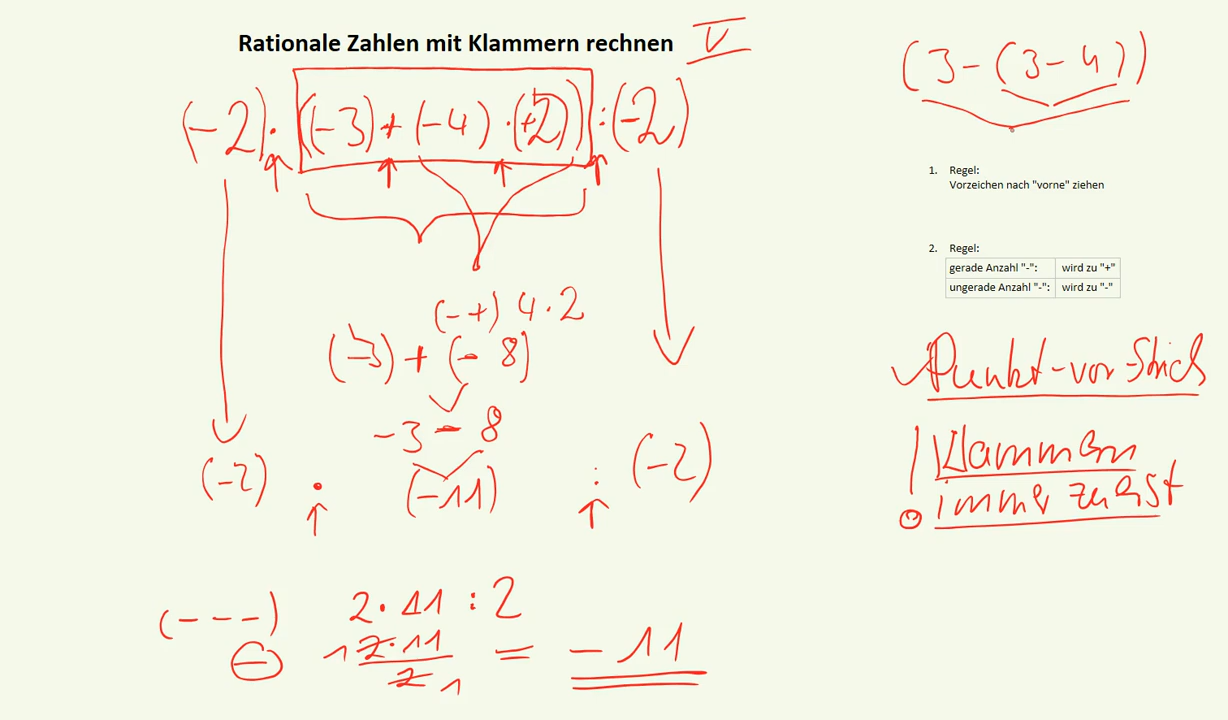 Rationale Zahlen mit Klammern rechnen V
(-2) · ((-3) + (-4) · (+2)) : (-2)
(- +) 4 · 2
(-3) + (- 8)
-3 - 8
(-2) · (-11) : (-2)
(- - -) 2 · 11 : 2
- 1 2 · 11 / 2 1 = -11
(3 - (3 - 4))
1. Regel:
Vorzeichen nach "vorne" ziehen
2. Regel:
gerade Anzahl "-": wird zu "+"
ungerade Anzahl "-": wird zu "-"
Punkt-vor-Strich
! Klammern
immer zuerst